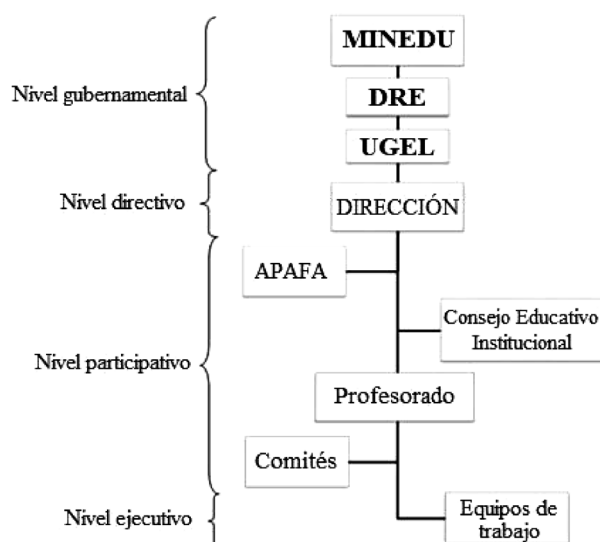 MINEDU
Nivel gubernamental
DRE
UGEL
Nivel directivo
DIRECCIÓN
APAFA
Consejo Educativo
Institucional
Nivel participativo
Profesorado
Comités
Nivel ejecutivo
Equipos de
trabajo